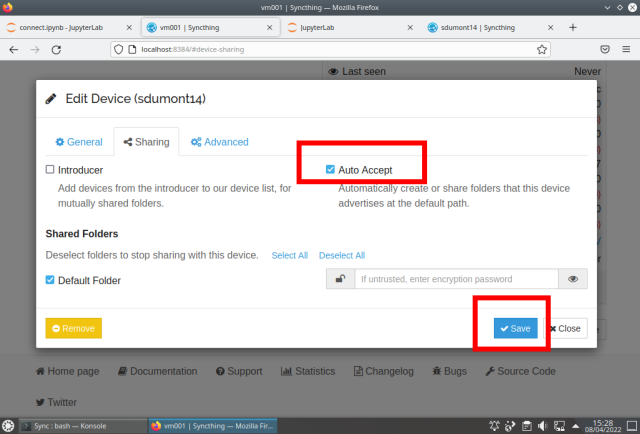 vm001 | Syncthing — Mozilla Firefox
connect.ipynb - JupyterLab
vm001 | Syncthing
JupyterLab
sdumont14 | Syncthing
localhost:8384/#device-sharing
Last seen
Never
Edit Device (sdumont14)
General
Sharing
Advanced
Introducer
Auto Accept
Add devices from the introducer to our device list, for
mutually shared folders.
Automatically create or share folders that this device
advertises at the default path.
Shared Folders
Deselect folders to stop sharing with this device.
Select All
Deselect All
Default Folder
If untrusted, enter encryption password
Remove
Save
Close
Home page
Documentation
Support
Statistics
Changelog
Bugs
Source Code
Twitter
Sync : bash — Konsole
vm001 | Syncthing — Mozilla Fir...
15:28
08/04/2022